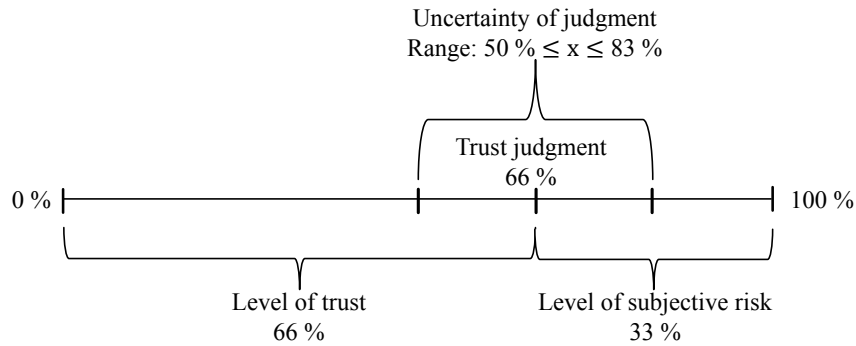 Uncertainty of judgment
Range: 50 % ≤ x ≤ 83 %
Trust judgment
66 %
0 %
100 %
Level of trust
66 %
Level of subjective risk
33 %